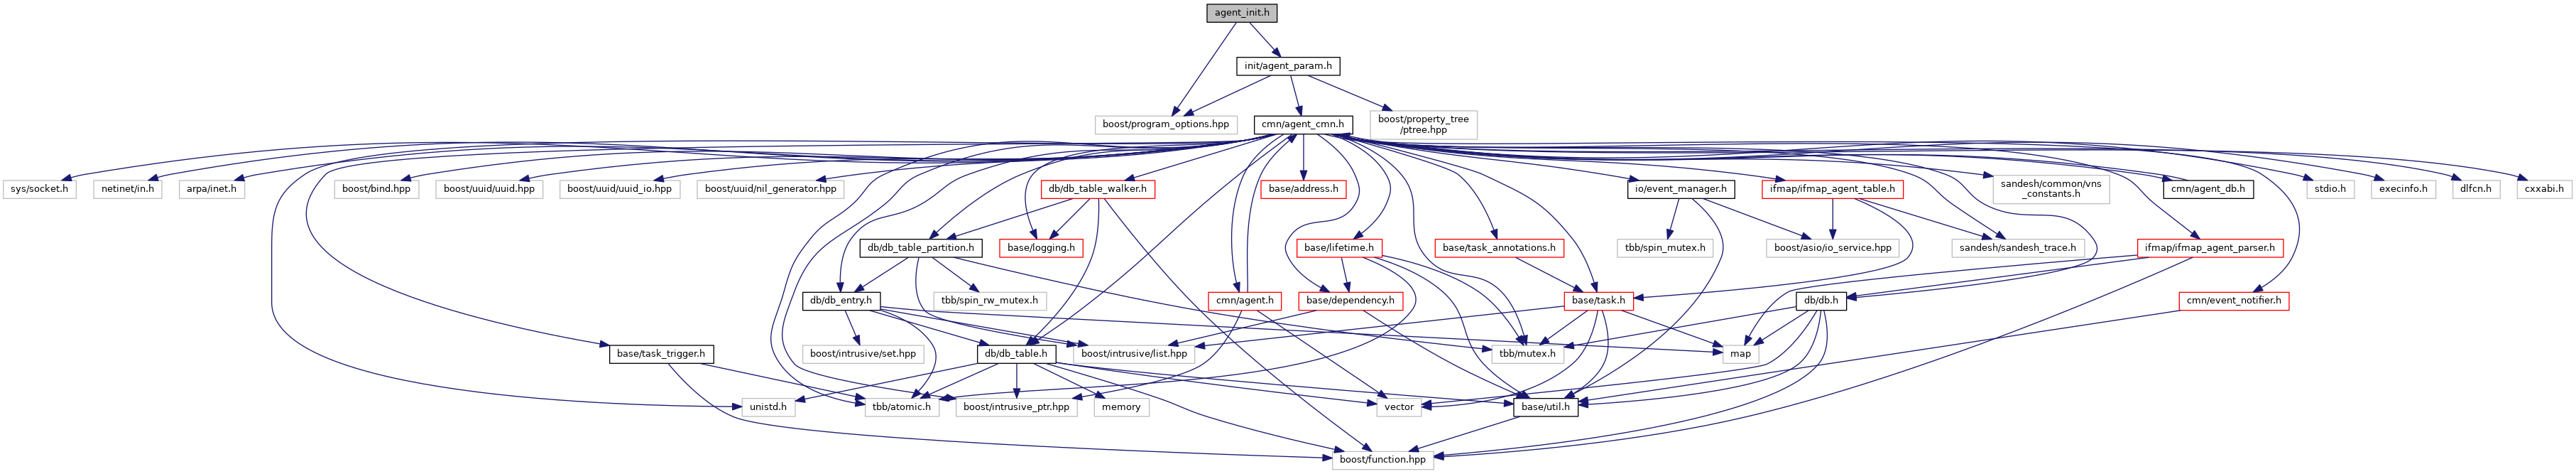 agent_init.h
init/agent_param.h
boost/program_options.hpp
cmn/agent_cmn.h
boost/property_tree
/ptree.hpp
sys/socket.h
netinet/in.h
arpa/inet.h
boost/bind.hpp
boost/uuid/uuid.hpp
boost/uuid/uuid_io.hpp
boost/uuid/nil_generator.hpp
db/db_table_walker.h
base/address.h
io/event_manager.h
ifmap/ifmap_agent_table.h
sandesh/common/vns
_constants.h
cmn/agent_db.h
stdio.h
execinfo.h
dlfcn.h
cxxabi.h
db/db_table_partition.h
base/logging.h
base/lifetime.h
base/task_annotations.h
tbb/spin_mutex.h
boost/asio/io_service.hpp
sandesh/sandesh_trace.h
ifmap/ifmap_agent_parser.h
db/db_entry.h
tbb/spin_rw_mutex.h
cmn/agent.h
base/dependency.h
base/task.h
db/db.h
cmn/event_notifier.h
base/task_trigger.h
boost/intrusive/set.hpp
db/db_table.h
boost/intrusive/list.hpp
tbb/mutex.h
map
unistd.h
tbb/atomic.h
boost/intrusive_ptr.hpp
memory
vector
base/util.h
boost/function.hpp